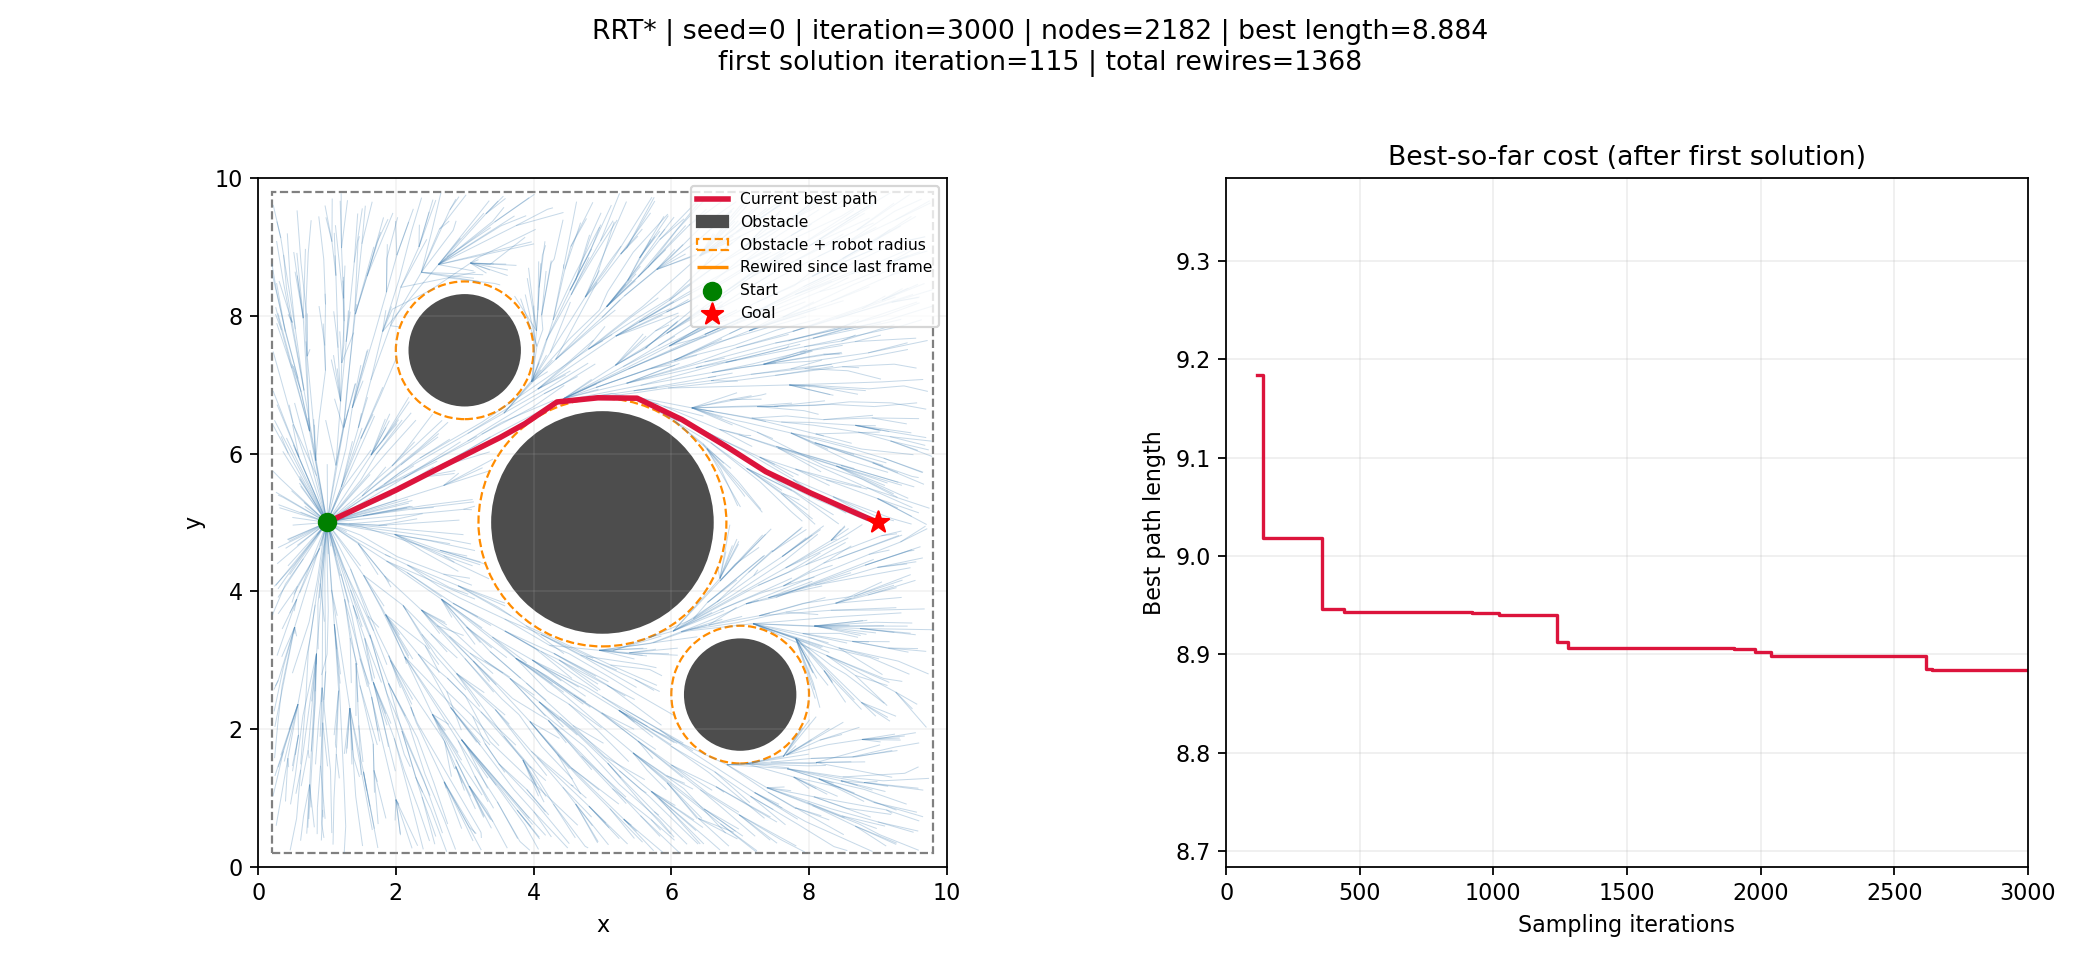 RRT* | seed=0 | iteration=3000 | nodes=2182 | best length=8.884
first solution iteration=115 | total rewires=1368
10
8
6
4
2
0
y
0
2
4
6
8
10
x
Current best path
Obstacle
Obstacle + robot radius
Rewired since last frame
Start
Goal
Best-so-far cost (after first solution)
9.3
9.2
9.1
9.0
8.9
8.8
8.7
Best path length
0
500
1000
1500
2000
2500
3000
Sampling iterations